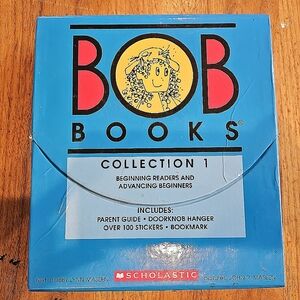 BOB
BOOKS®
COLLECTION 1
BEGINNING READERS AND
ADVANCING BEGINNERS
INCLUDES:
PARENT GUIDE • DOORKNOB HANGER
OVER 100 STICKERS • BOOKMARK
SCHOLASTIC